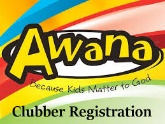 Awana
Because Kids Matter to God
Clubber Registration